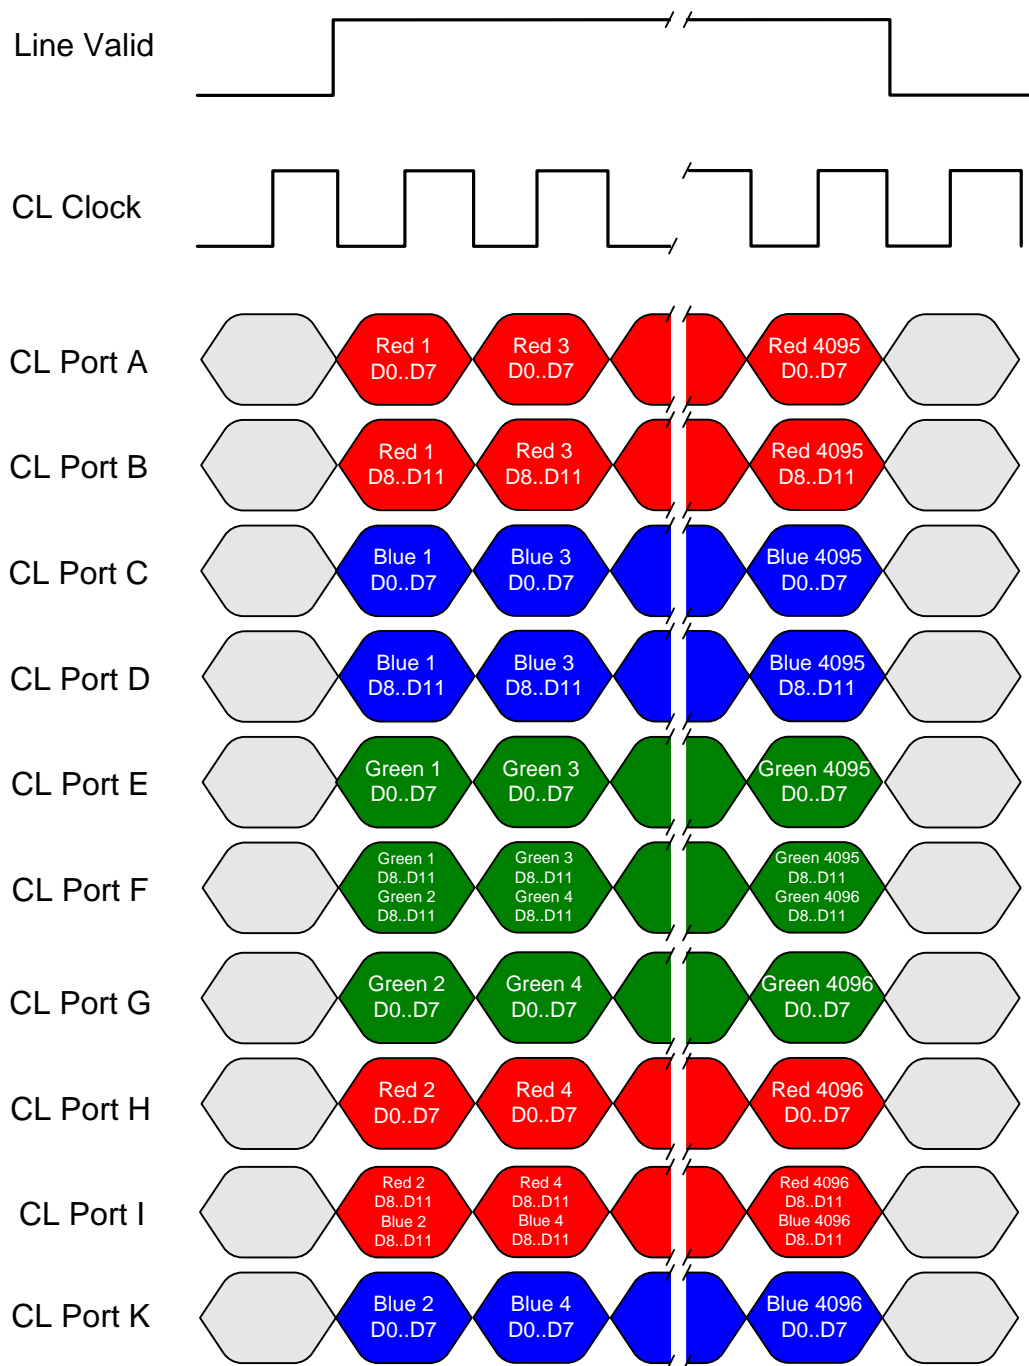 Line Valid
CL Clock
CL Port A
Red 1
D0..D7
Red 3
D0..D7
Red 4095
D0..D7
CL Port B
Red 1
D8..D11
Red 3
D8..D11
Red 4095
D8..D11
CL Port C
Blue 1
D0..D7
Blue 3
D0..D7
Blue 4095
D0..D7
CL Port D
Blue 1
D8..D11
Blue 3
D8..D11
Blue 4095
D8..D11
CL Port E
Green 1
D0..D7
Green 3
D0..D7
Green 4095
D0..D7
CL Port F
Green 1
D8..D11
Green 2
D8..D11
Green 3
D8..D11
Green 4
D8..D11
Green 4095
D8..D11
Green 4096
D8..D11
CL Port G
Green 2
D0..D7
Green 4
D0..D7
Green 4096
D0..D7
CL Port H
Red 2
D0..D7
Red 4
D0..D7
Red 4096
D0..D7
CL Port I
Red 2
D8..D11
Blue 2
D8..D11
Red 4
D8..D11
Blue 4
D8..D11
Red 4096
D8..D11
Blue 4096
D8..D11
CL Port K
Blue 2
D0..D7
Blue 4
D0..D7
Blue 4096
D0..D7